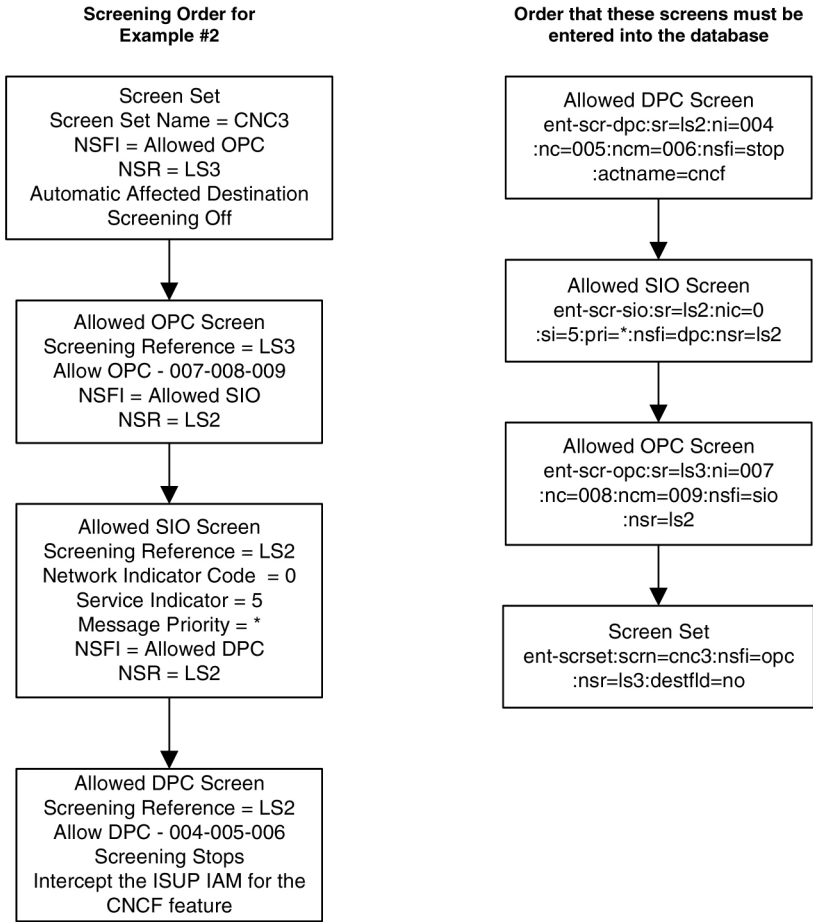 Screening Order for
Example #2
Screen Set
Screen Set Name = CNC3
NSFI = Allowed OPC
NSR = LS3
Automatic Affected Destination
Screening Off
Allowed OPC Screen
Screening Reference = LS3
Allow OPC - 007-008-009
NSFI = Allowed SIO
NSR = LS2
Allowed SIO Screen
Screening Reference = LS2
Network Indicator Code  = 0
Service Indicator = 5
Message Priority = *
NSFI = Allowed DPC
NSR = LS2
Allowed DPC Screen
Screening Reference = LS2
Allow DPC - 004-005-006
Screening Stops
Intercept the ISUP IAM for the
CNCF feature
Order that these screens must be
entered into the database
Allowed DPC Screen
ent-scr-dpc:sr=ls2:ni=004
:nc=005:ncm=006:nsfi=stop
:actname=cncf
Allowed SIO Screen
ent-scr-sio:sr=ls2:nic=0
:si=5:pri=*:nsfi=dpc:nsr=ls2
Allowed OPC Screen
ent-scr-opc:sr=ls3:ni=007
:nc=008:ncm=009:nsfi=sio
:nsr=ls2
Screen Set
ent-scrset:scrn=cnc3:nsfi=opc
:nsr=ls3:destfld=no